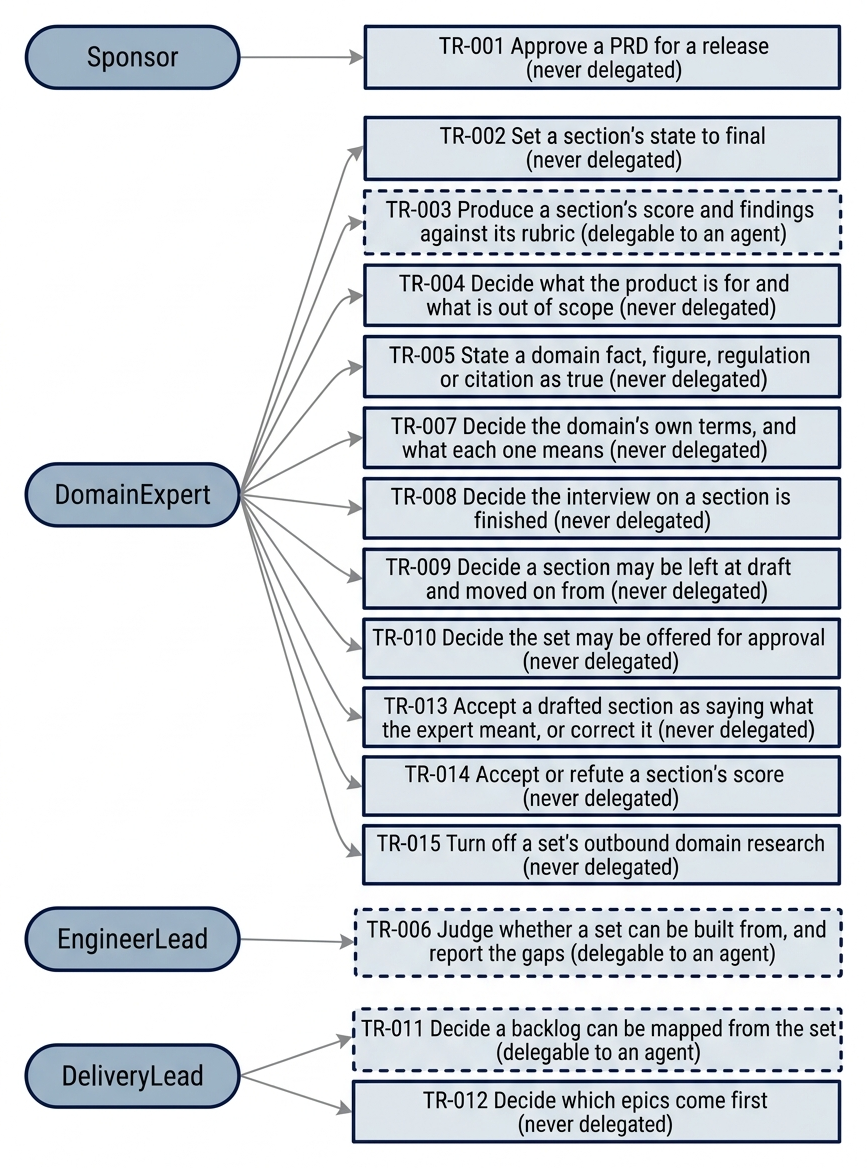 Sponsor
TR-001 Approve a PRD for a release
(never delegated)
TR-002 Set a section's state to final
(never delegated)
TR-003 Produce a section's score and findings
against its rubric (delegable to an agent)
TR-004 Decide what the product is for and
what is out of scope (never delegated)
TR-005 State a domain fact, figure, regulation
or citation as true (never delegated)
TR-007 Decide the domain's own terms, and
what each one means (never delegated)
DomainExpert
TR-008 Decide the interview on a section is
finished (never delegated)
TR-009 Decide a section may be left at draft
and moved on from (never delegated)
TR-010 Decide the set may be offered for approval
(never delegated)
TR-013 Accept a drafted section as saying what
the expert meant, or correct it (never delegated)
TR-014 Accept or refute a section's score
(never delegated)
TR-015 Turn off a set's outbound domain research
(never delegated)
EngineerLead
TR-006 Judge whether a set can be built from, and
report the gaps (delegable to an agent)
DeliveryLead
TR-011 Decide a backlog can be mapped from the set
(delegable to an agent)
TR-012 Decide which epics come first
(never delegated)